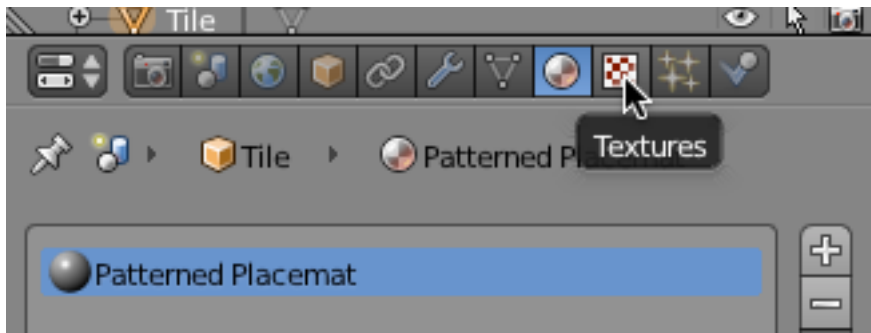 Tile
Tile Patterned Pl
Textures
Patterned Placemat